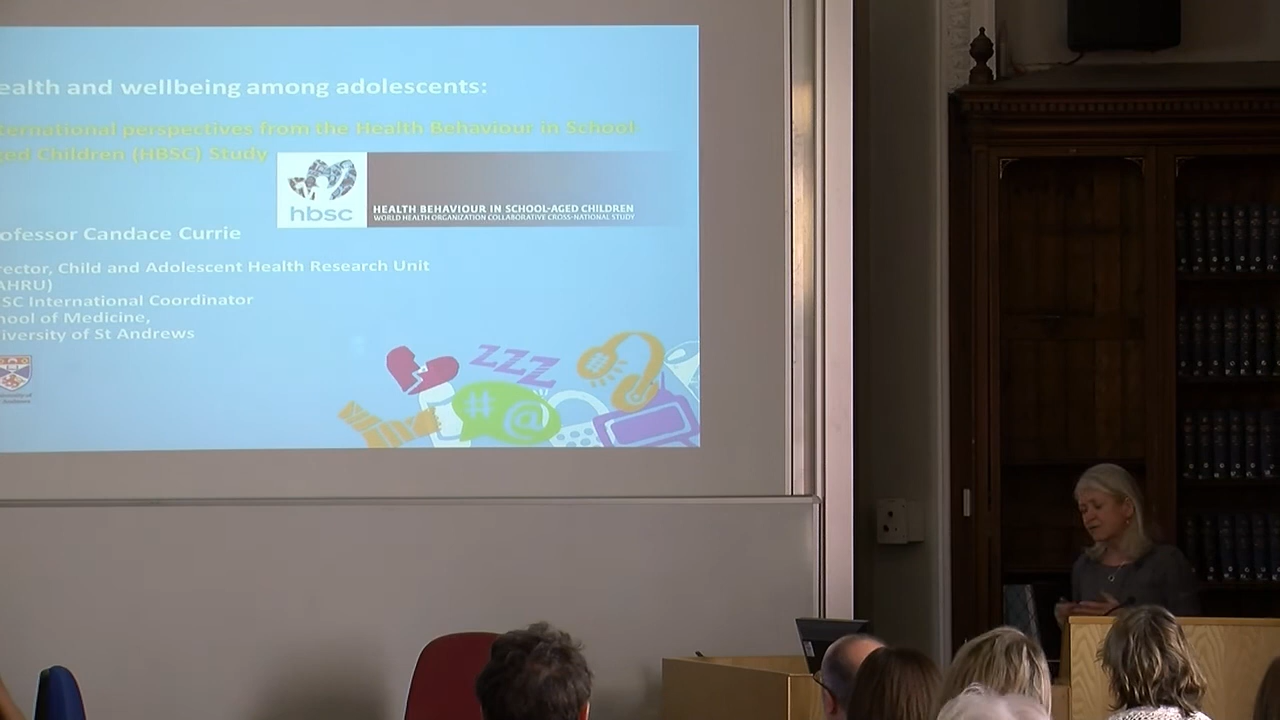 ealth and wellbeing among adolescents:
ternational perspectives from the Health Behaviour in School-
ged Children (HBSC) Study
hbsc
HEALTH BEHAVIOUR IN SCHOOL-AGED CHILDREN
WORLD HEALTH ORGANIZATION COLLABORATIVE CROSS-NATIONAL STUDY
ofessor Candace Currie
rector, Child and Adolescent Health Research Unit
AHRU)
SC International Coordinator
hool of Medicine,
iversity of St Andrews
ZZZ
# @